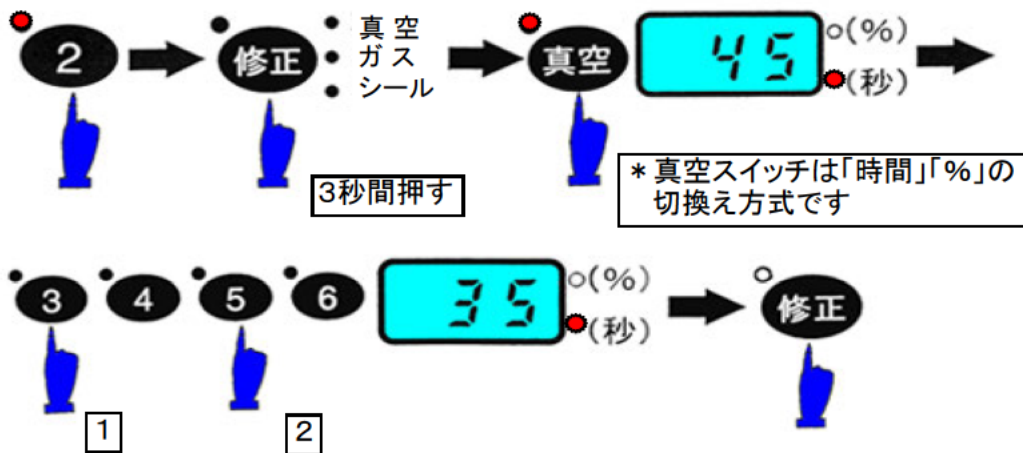 2
修正
真空
ガス
シール
真空
45
(%)
(秒)
3秒間押す
*真空スイッチは「時間」「%」の
切換え方式です
3 4 5 6
35
(%)
(秒)
修正
1
2